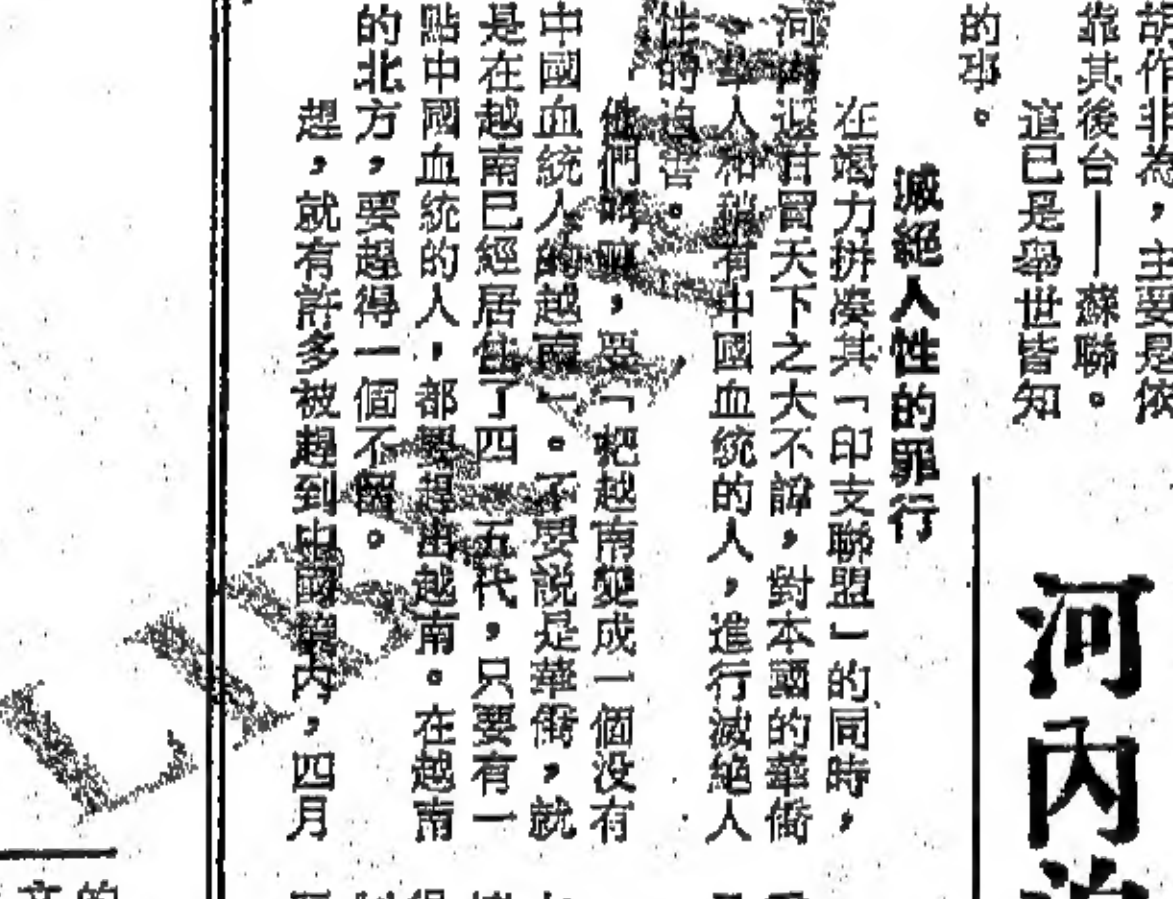 胡作非為，主要是依
靠其後台——蘇聯。
這已是舉世皆知
的事。
河內
滅絕人性的罪行
在竭力拼凑其「印支聯盟」的同時，
河內還甘冒天下之大不諱，對本國的華僑
、華人和稍有中國血統的人，進行滅絕人
性的迫害。
他們，要「把越南變成一個没有
中國血統人的越南」。不要說是華僑，就
是在越南已經居住了四、五代，只要有一
點中國血統的人，都要趕出越南。在越南
的北方，要趕得一個不留。
趕，就有許多被趕到中國境內，四月
的
文